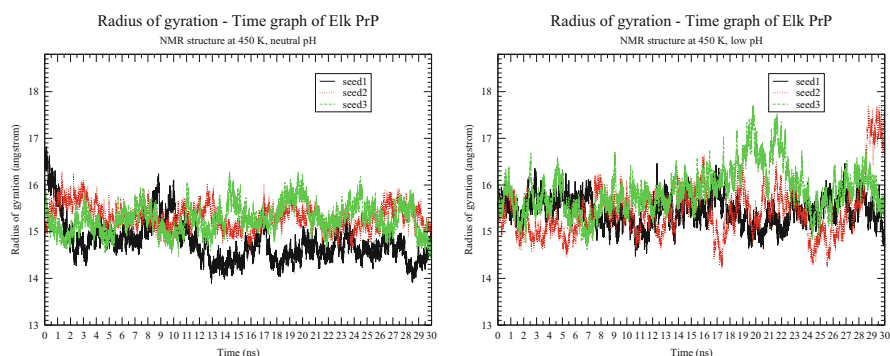 Radius of gyration - Time graph of Elk PrP
NMR structure at 450 K, neutral pH
seed1
seed2
seed3
18
17
16
15
14
13
Radius of gyration (angstrom)
0 1 2 3 4 5 6 7 8 9 10 11 12 13 14 15 16 17 18 19 20 21 22 23 24 25 26 27 28 29 30
Time (ns)
Radius of gyration - Time graph of Elk PrP
NMR structure at 450 K, low pH
seed1
seed2
seed3
18
17
16
15
14
13
Radius of gyration (angstrom)
0 1 2 3 4 5 6 7 8 9 10 11 12 13 14 15 16 17 18 19 20 21 22 23 24 25 26 27 28 29 30
Time (ns)